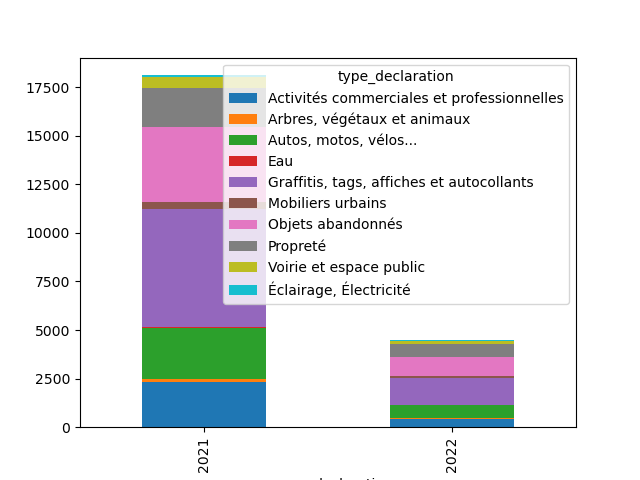 17500
15000
12500
10000
7500
5000
2500
0
type_declaration
Activités commerciales et professionnelles
Arbres, végétaux et animaux
Autos, motos, vélos...
Eau
Graffitis, tags, affiches et autocollants
Mobiliers urbains
Objets abandonnés
Propreté
Voirie et espace public
Éclairage, Électricité
2021
2022